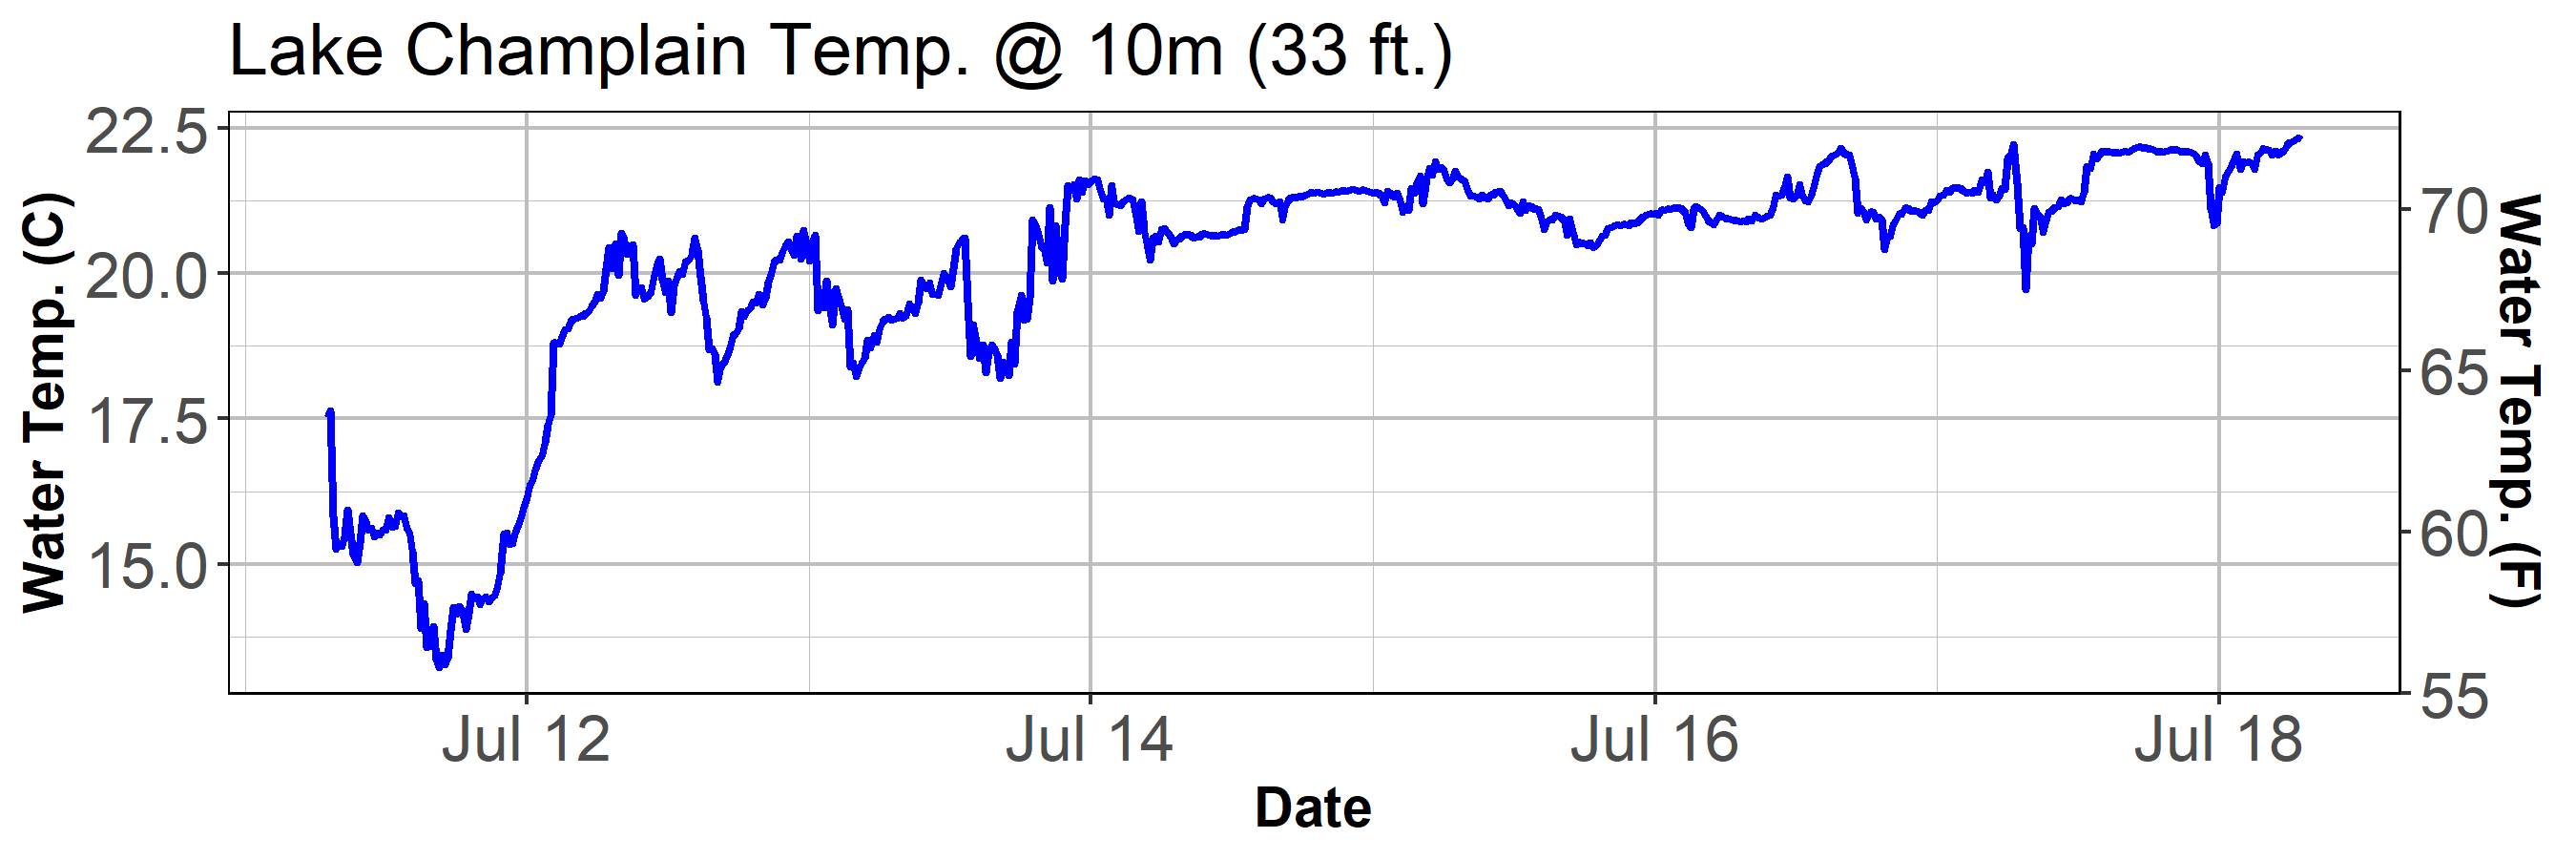 Lake Champlain Temp. @ 10m (33 ft.)
Water Temp. (C)
22.5
20.0
17.5
15.0
70
65
60
55
Water Temp. (F)
Jul 12
Jul 14
Jul 16
Jul 18
Date